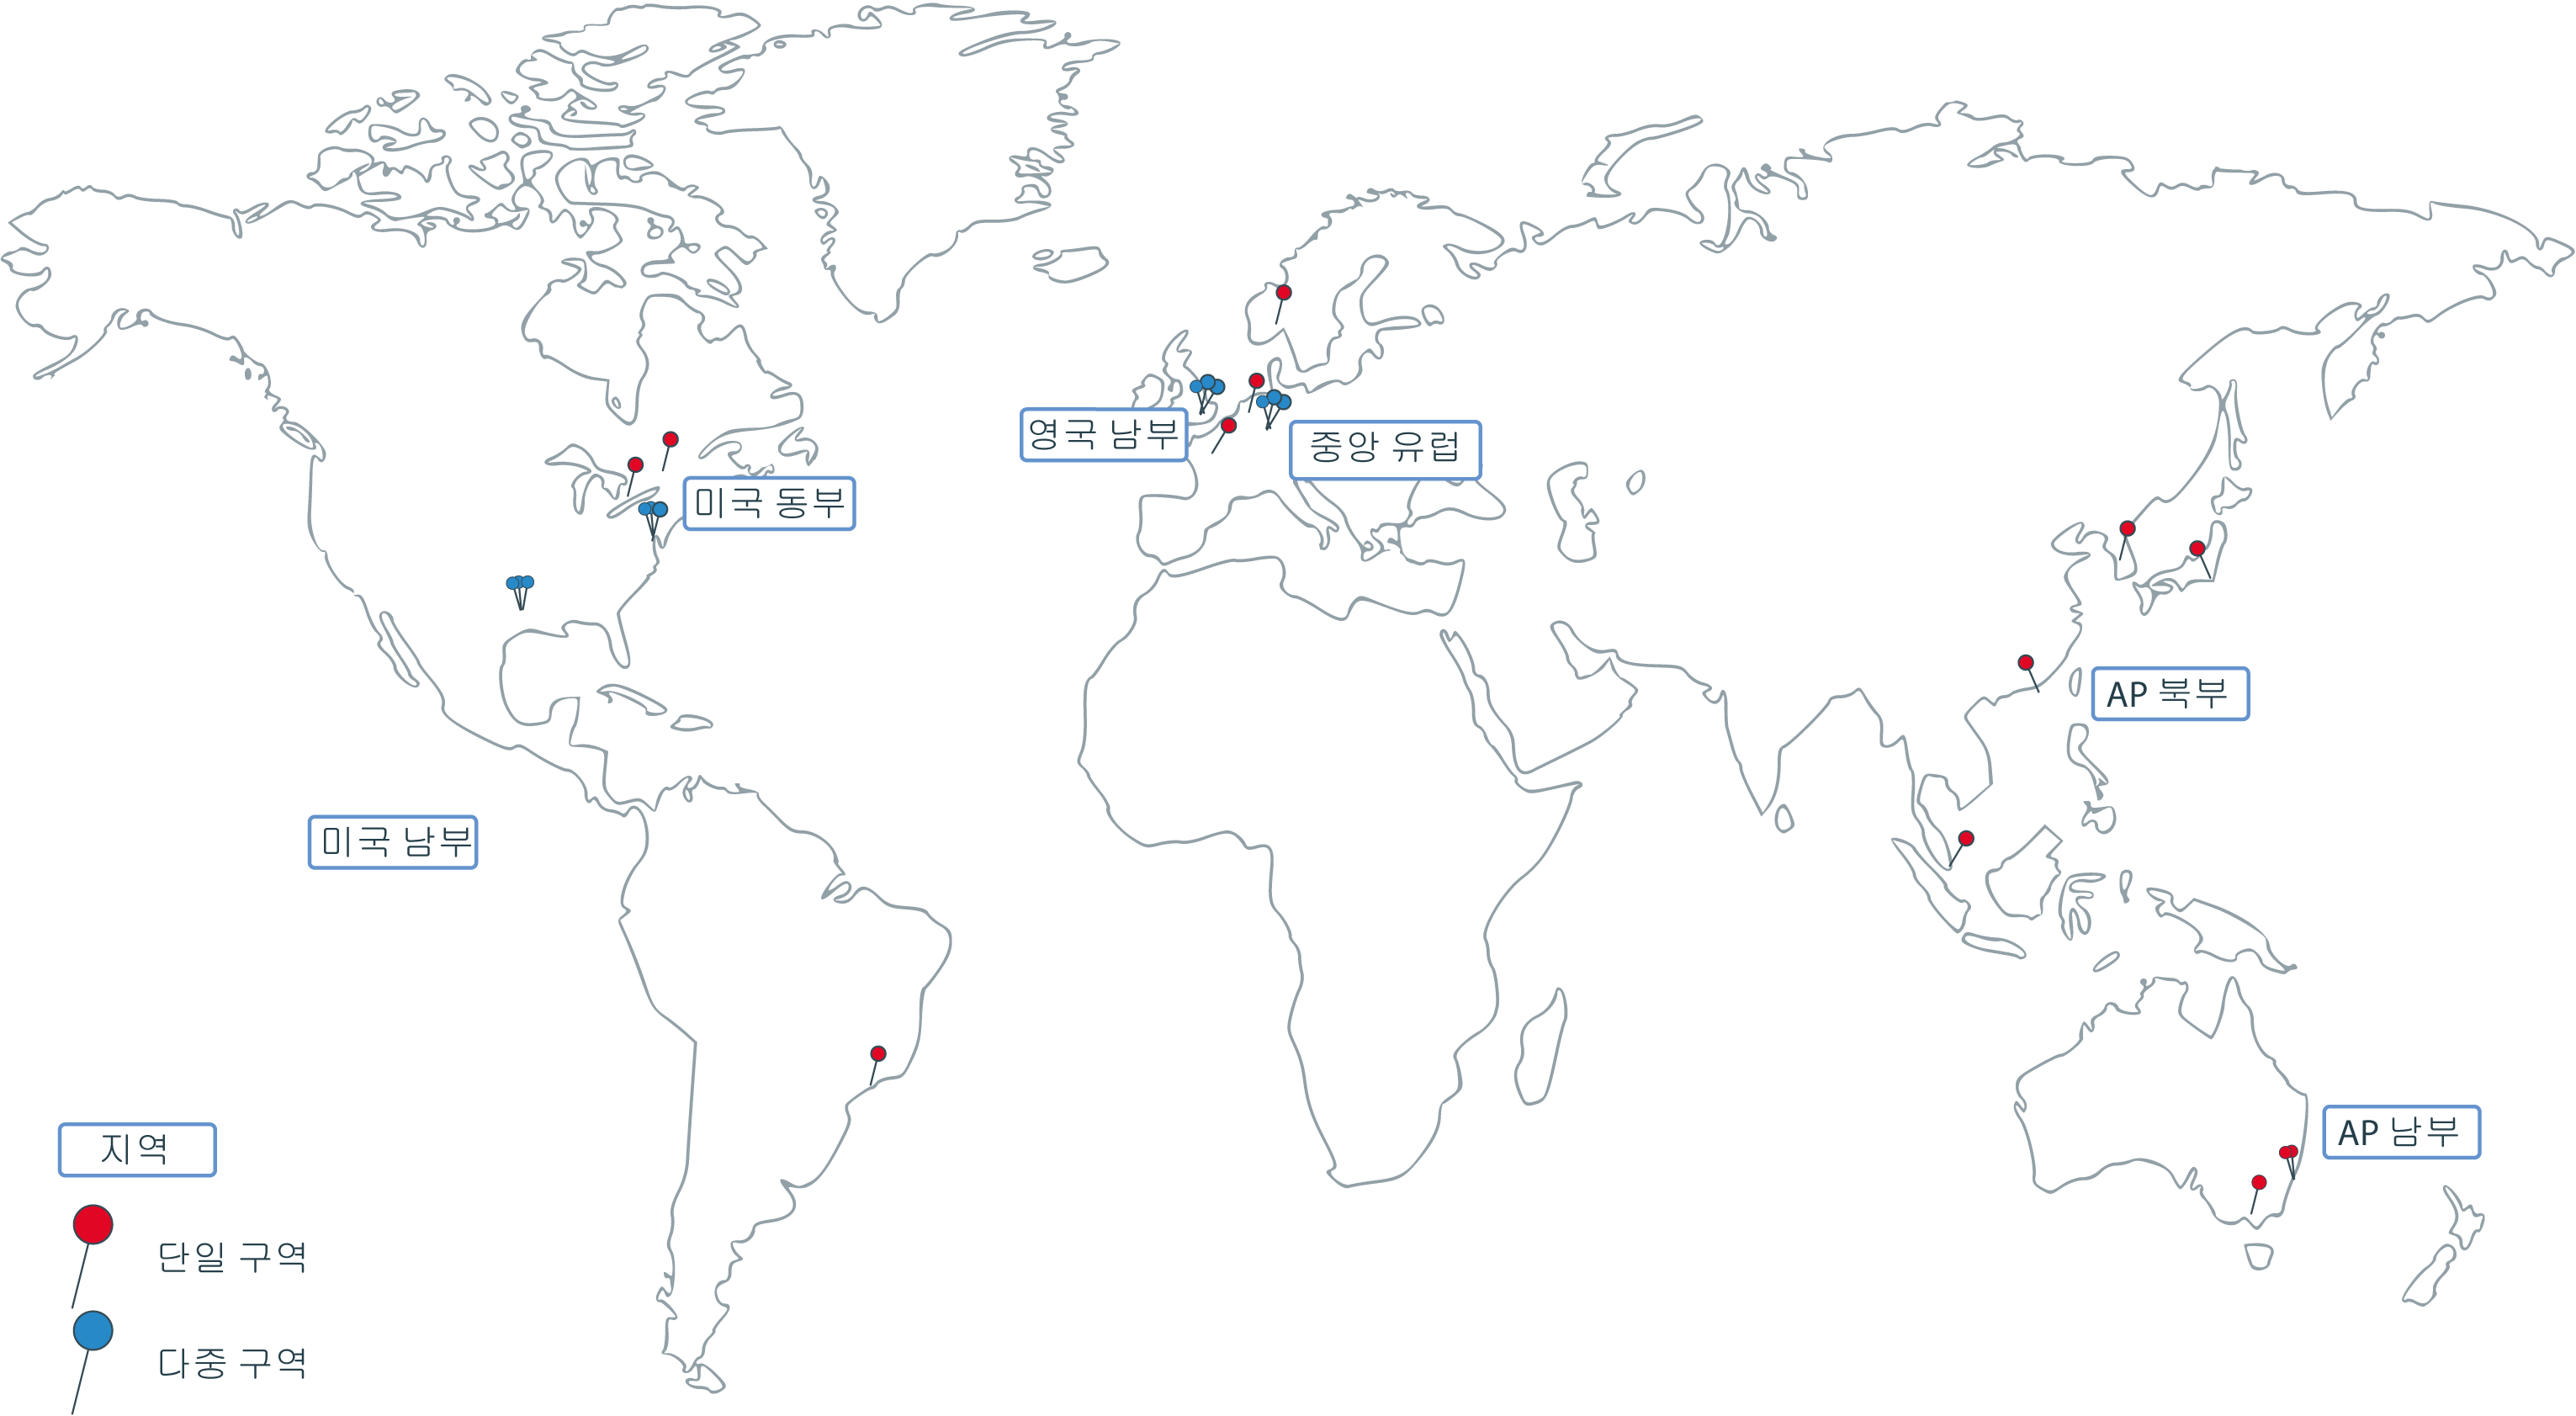 영국 남부
중앙 유럽
미국 동부
AP 북부
미국 남부
AP 남부
지역
단일 구역
다중 구역